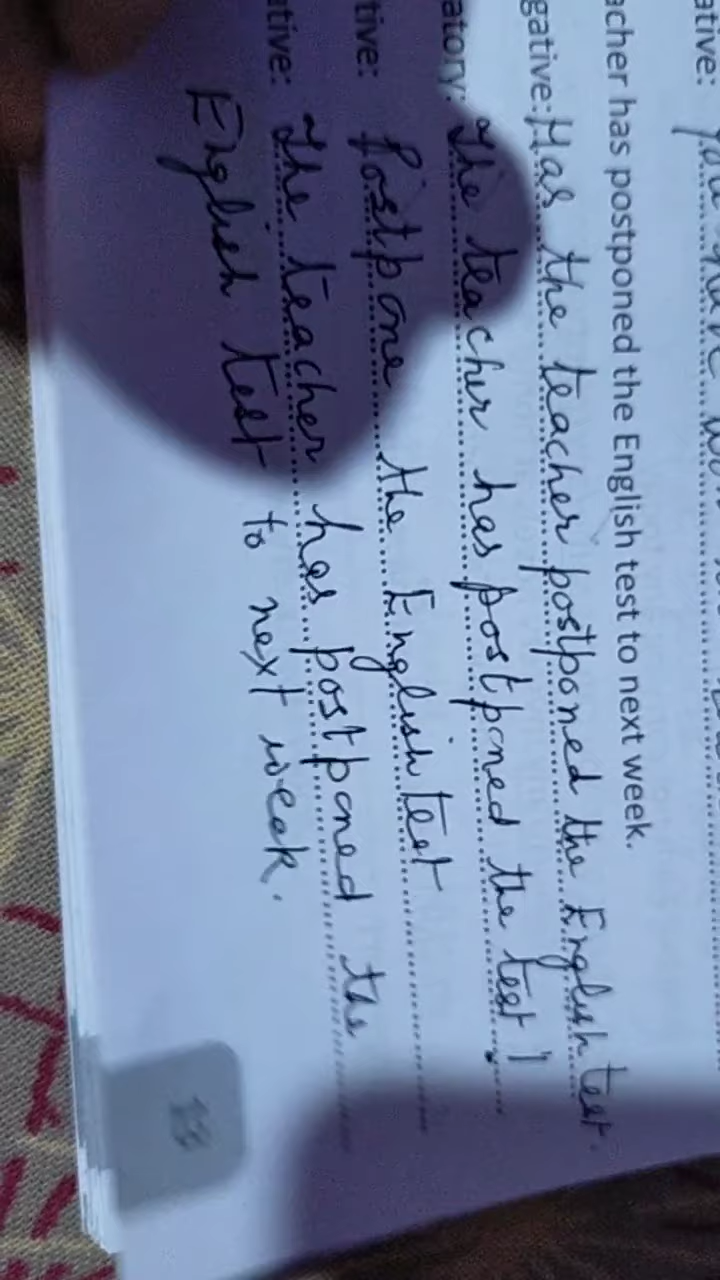 ative:
acher has postponed the English test to next week.
gative: Has the teacher postponed the English test.
atory: The teacher has postponed the test!
tive: Postpone the English test
ative: The teacher has postponed the
English test to next week.